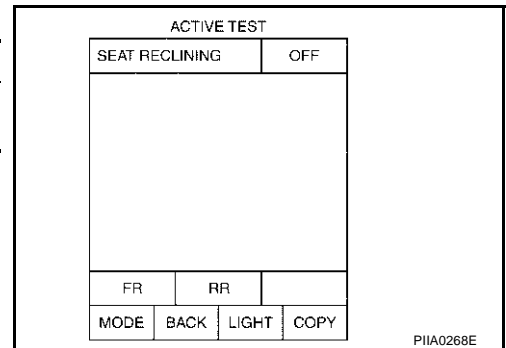 ACTIVE TEST
SEAT RECLINING OFF
FR RR
MODE BACK LIGHT COPY
PIIA0268E